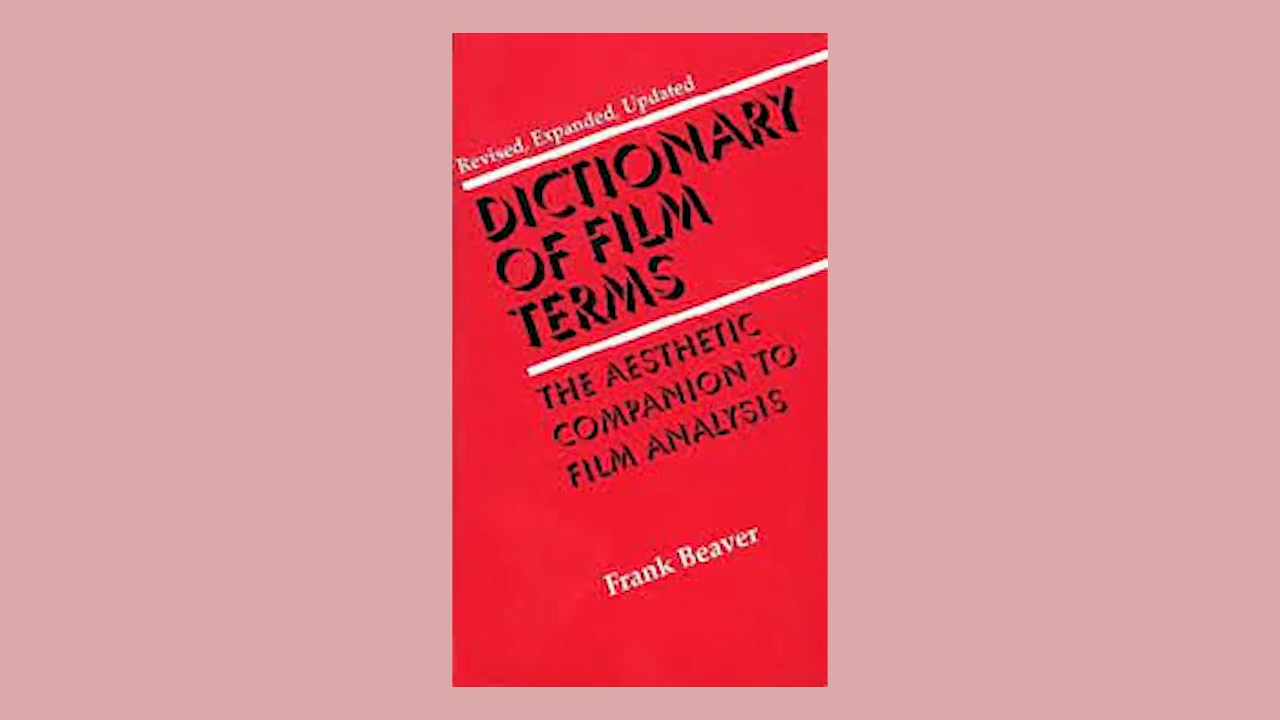 Revised, Expanded, Updated
DICTIONARY
OF FILM
TERMS
THE AESTHETIC
COMPANION TO
FILM ANALYSIS
Frank Beaver